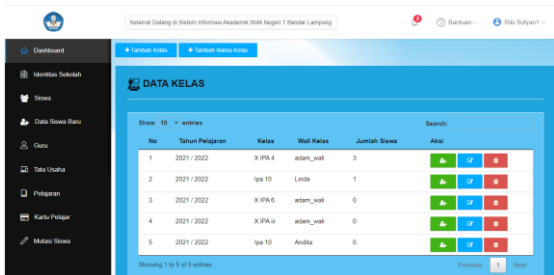 Selamat Datang di Sistem Informasi Akademik SMA Negeri 7 Bandar Lampung
Bantuan
Riki Sofyan1
Dashboard
Identitas Sekolah
Siswa
Data Siswa Baru
Guru
Tata Usaha
Pelajaran
Kartu Pelajar
Mutasi Siswa
+ Tambah Kelas
+ Tambah Nama Kelas
DATA KELAS
Show 10 entries
Search:
No Tahun Pelajaran Kelas Wali Kelas Jumlah Siswa Aksi
1 2021 / 2022 X IPA 4 adam_wali 3
2 2021 / 2022 Ipa 10 Linda 1
3 2021 / 2022 X IPA 6 adam_wali 0
4 2021 / 2022 X IPA iii adam_wali 0
5 2021 / 2022 Ipa 10 Andita 0
Showing 1 to 5 of 5 entries
Previous 1 Next